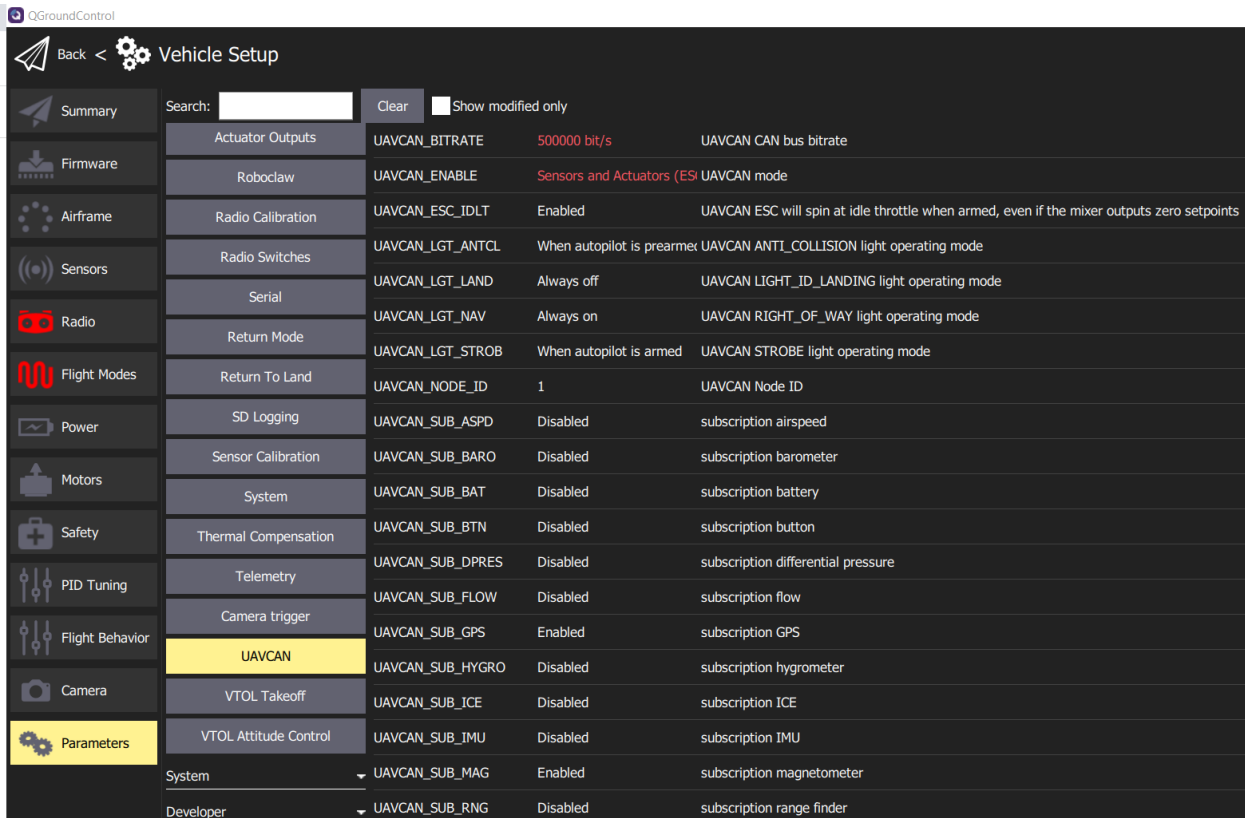 QGroundControl
Back < Vehicle Setup
Summary
Firmware
Airframe
Sensors
Radio
Flight Modes
Power
Motors
Safety
PID Tuning
Flight Behavior
Camera
Parameters
Search: Clear Show modified only
Actuator Outputs
Roboclaw
Radio Calibration
Radio Switches
Serial
Return Mode
Return To Land
SD Logging
Sensor Calibration
System
Thermal Compensation
Telemetry
Camera trigger
UAVCAN
VTOL Takeoff
VTOL Attitude Control
System
Developer
UAVCAN_BITRATE 500000 bit/s UAVCAN CAN bus bitrate
UAVCAN_ENABLE Sensors and Actuators (ES UAVCAN mode
UAVCAN_ESC_IDLT Enabled UAVCAN ESC will spin at idle throttle when armed, even if the mixer outputs zero setpoints
UAVCAN_LGT_ANTCL When autopilot is prearmed UAVCAN ANTI_COLLISION light operating mode
UAVCAN_LGT_LAND Always off UAVCAN LIGHT_ID_LANDING light operating mode
UAVCAN_LGT_NAV Always on UAVCAN RIGHT_OF_WAY light operating mode
UAVCAN_LGT_STROB When autopilot is armed UAVCAN STROBE light operating mode
UAVCAN_NODE_ID 1 UAVCAN Node ID
UAVCAN_SUB_ASPD Disabled subscription airspeed
UAVCAN_SUB_BARO Disabled subscription barometer
UAVCAN_SUB_BAT Disabled subscription battery
UAVCAN_SUB_BTN Disabled subscription button
UAVCAN_SUB_DPRES Disabled subscription differential pressure
UAVCAN_SUB_FLOW Disabled subscription flow
UAVCAN_SUB_GPS Enabled subscription GPS
UAVCAN_SUB_HYGRO Disabled subscription hygrometer
UAVCAN_SUB_ICE Disabled subscription ICE
UAVCAN_SUB_IMU Disabled subscription IMU
UAVCAN_SUB_MAG Enabled subscription magnetometer
UAVCAN_SUB_RNG Disabled subscription range finder